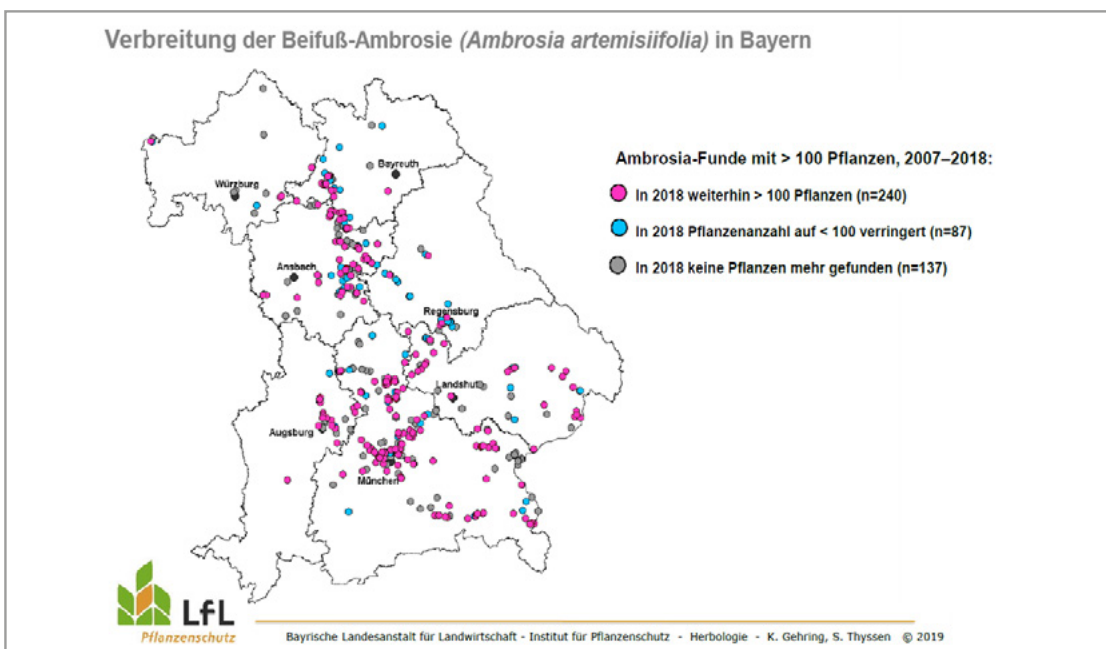 Verbreitung der Beifuß-Ambrosie (Ambrosia artemisiifolia) in Bayern
Bayreuth
Würzburg
Ansbach
Regensburg
Landshut
Augsburg
München
Ambrosia-Funde mit > 100 Pflanzen, 2007–2018:
In 2018 weiterhin > 100 Pflanzen (n=240)
In 2018 Pflanzenanzahl auf < 100 verringert (n=87)
In 2018 keine Pflanzen mehr gefunden (n=137)
LfL
Pflanzenschutz
Bayrische Landesanstalt für Landwirtschaft - Institut für Pflanzenschutz - Herbologie - K. Gehring, S. Thyssen © 2019